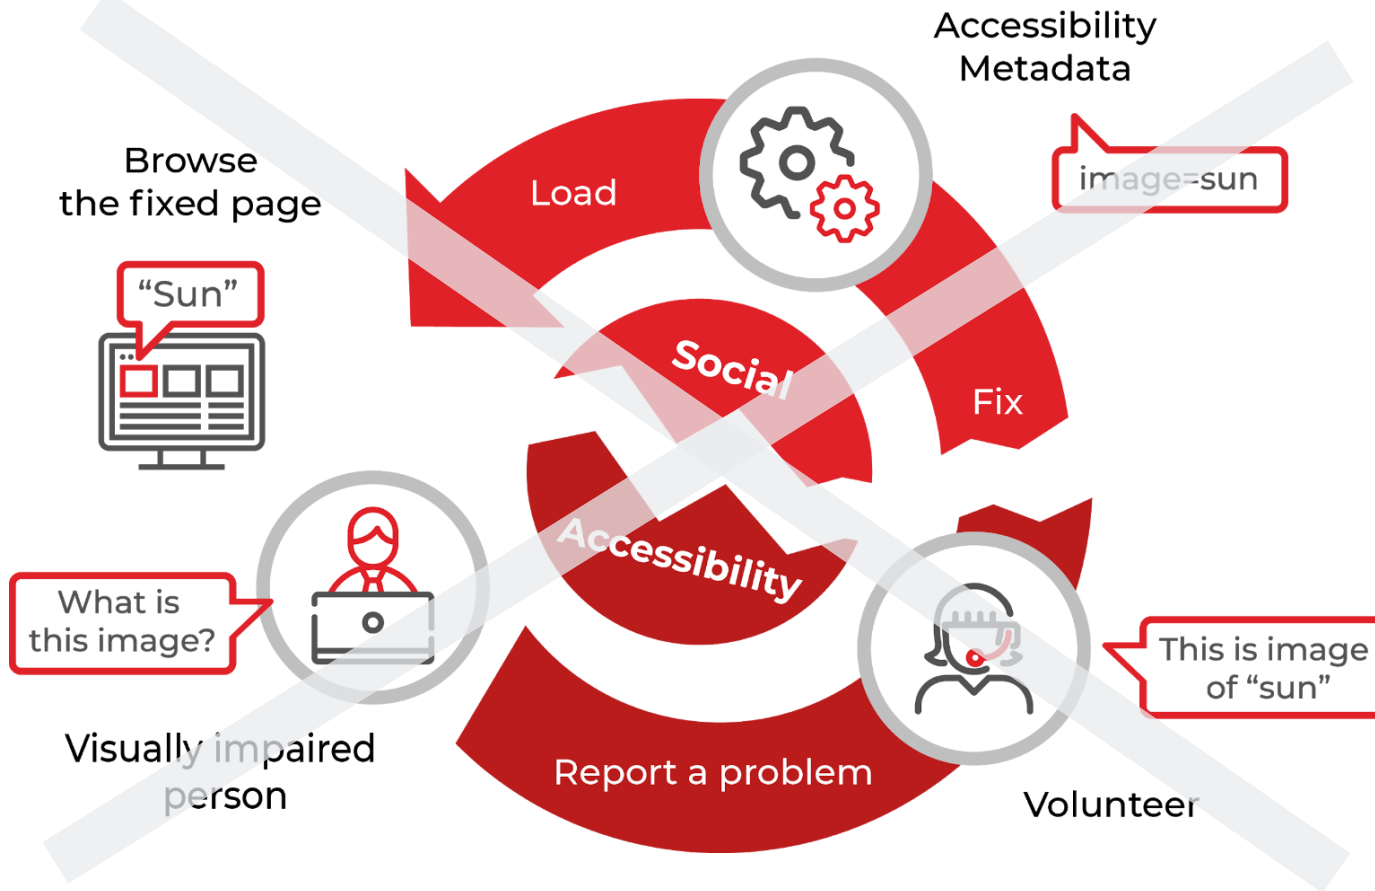 Accessibility
Metadata
image=sun
Browse
the fixed page
Load
"Sun"
Social
Fix
Accessibility
What is
this image?
Visually impaired
person
Report a problem
This is image
of "sun"
Volunteer